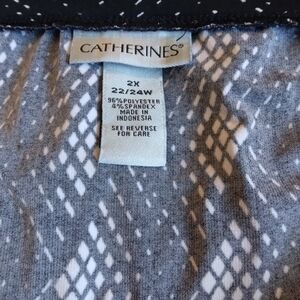 CATHERINES®
2X
22/24W
96% POLYESTER
4% SPANDEX
MADE IN
INDONESIA
SEE REVERSE
FOR CARE